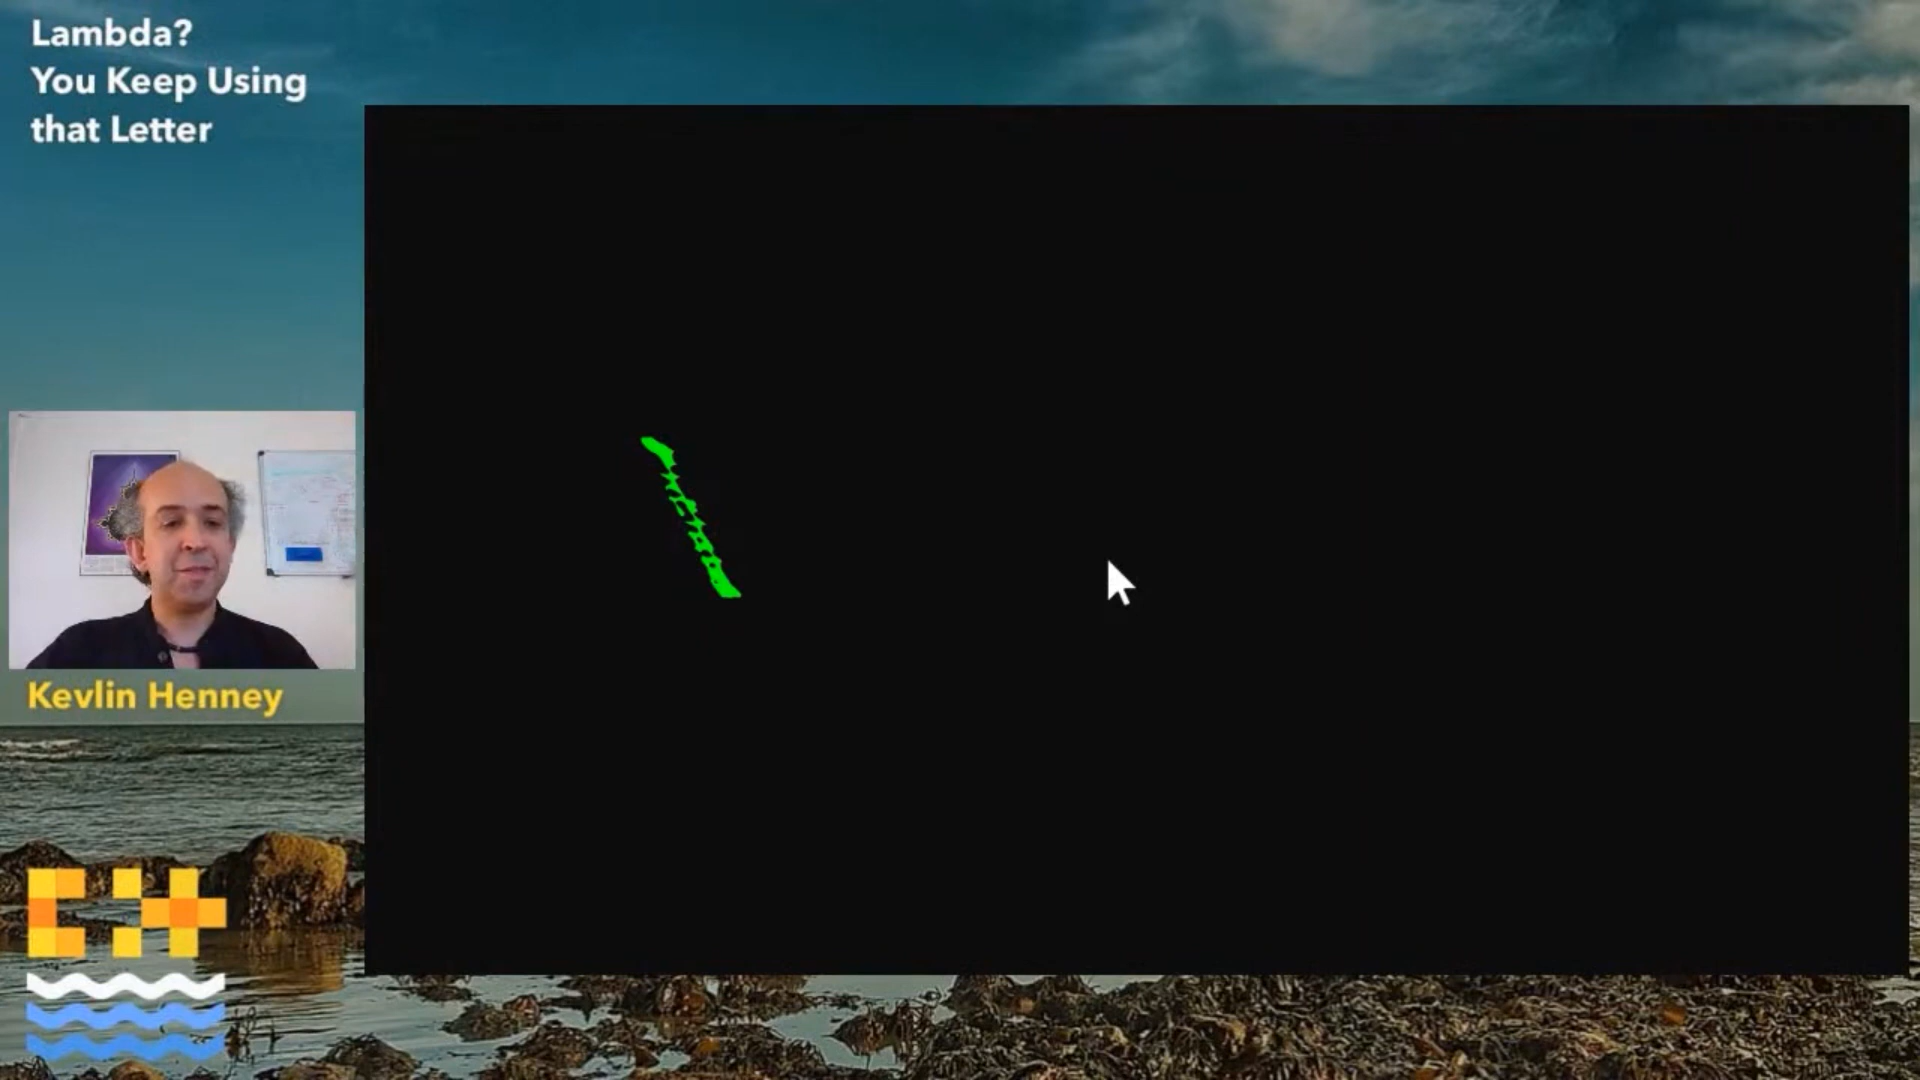 Lambda?
You Keep Using
that Letter
Kevlin Henney
C++